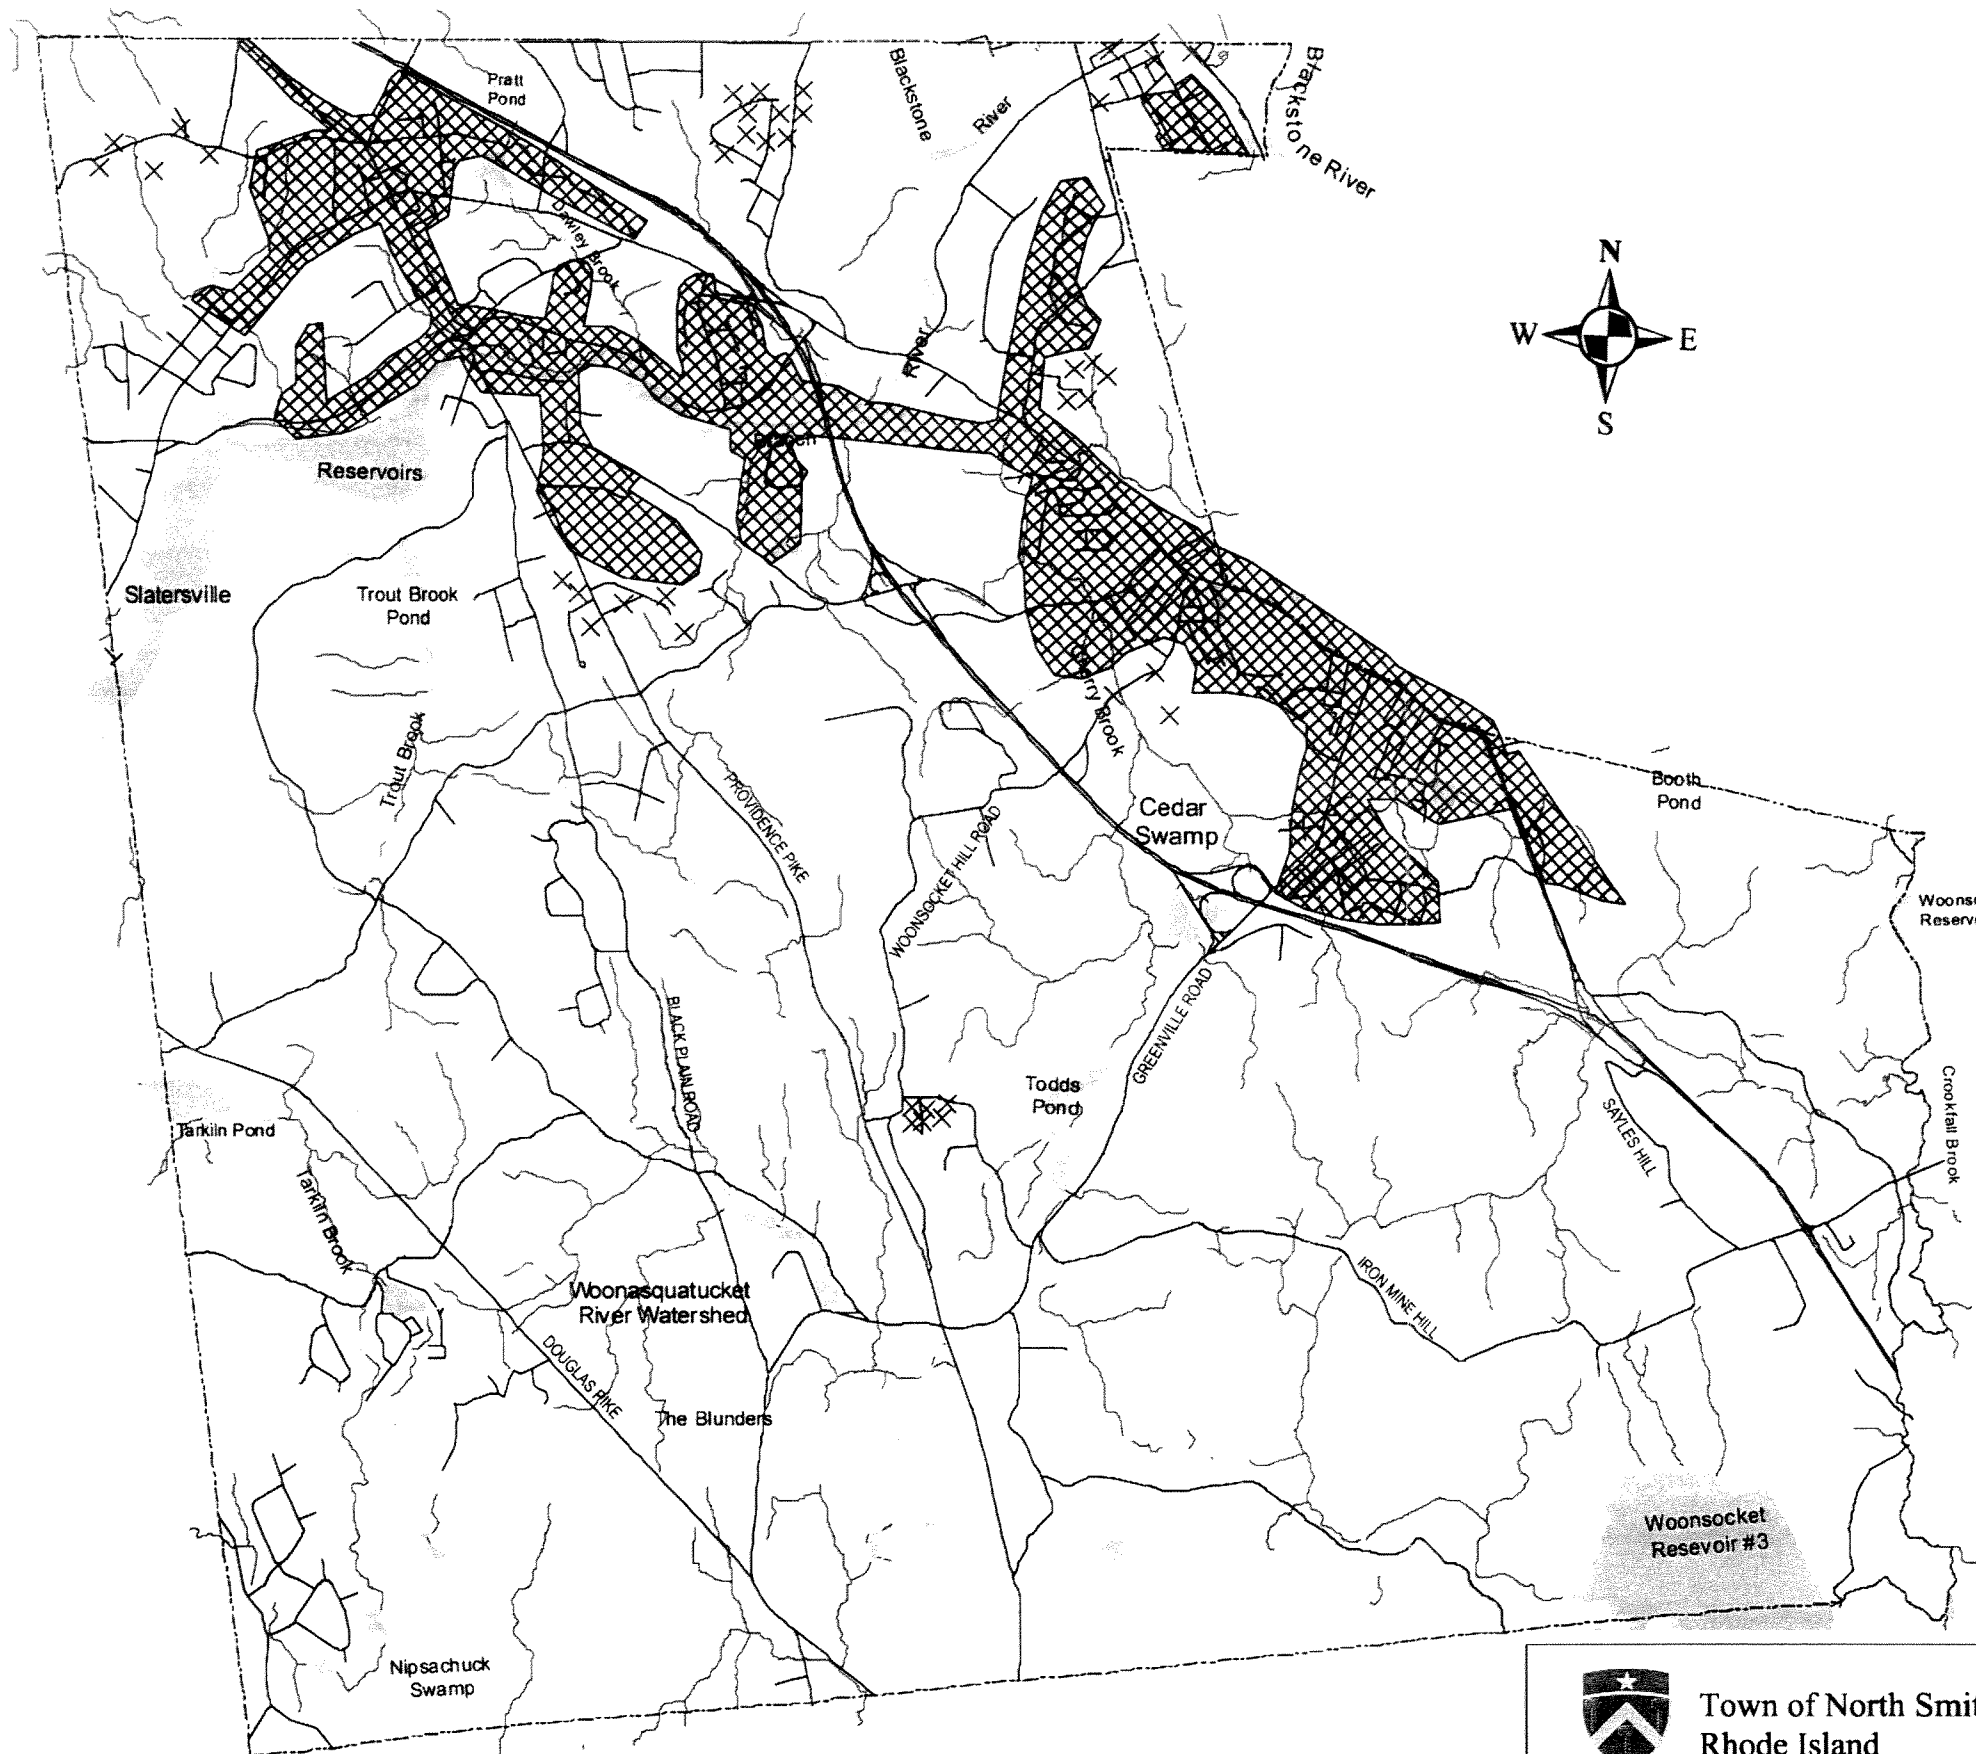 Pratt
Pond
Blackstone
River
Blackstone River
Dawley Brook
River
N
W
E
S
Branch
Reservoirs
Slatersville
Trout Brook
Pond
Cherry Brook
Trout Brook
PROVIDENCE PIKE
WOONSOCKET HILL ROAD
Cedar
Swamp
Booth
Pond
Woonso
Reserv
BLACK PLAIN ROAD
GREENVILLE ROAD
Todds
Pond
SAYLES HILL
Crookfall Brook
Tarkiln Pond
Tarkiln Brook
Woonasquatucket
River Watershed
IRON MINE HILL
DOUGLAS PIKE
The Blunders
Woonsocket
Resevoir #3
Nipsachuck
Swamp
Town of North Smit
Rhode Island